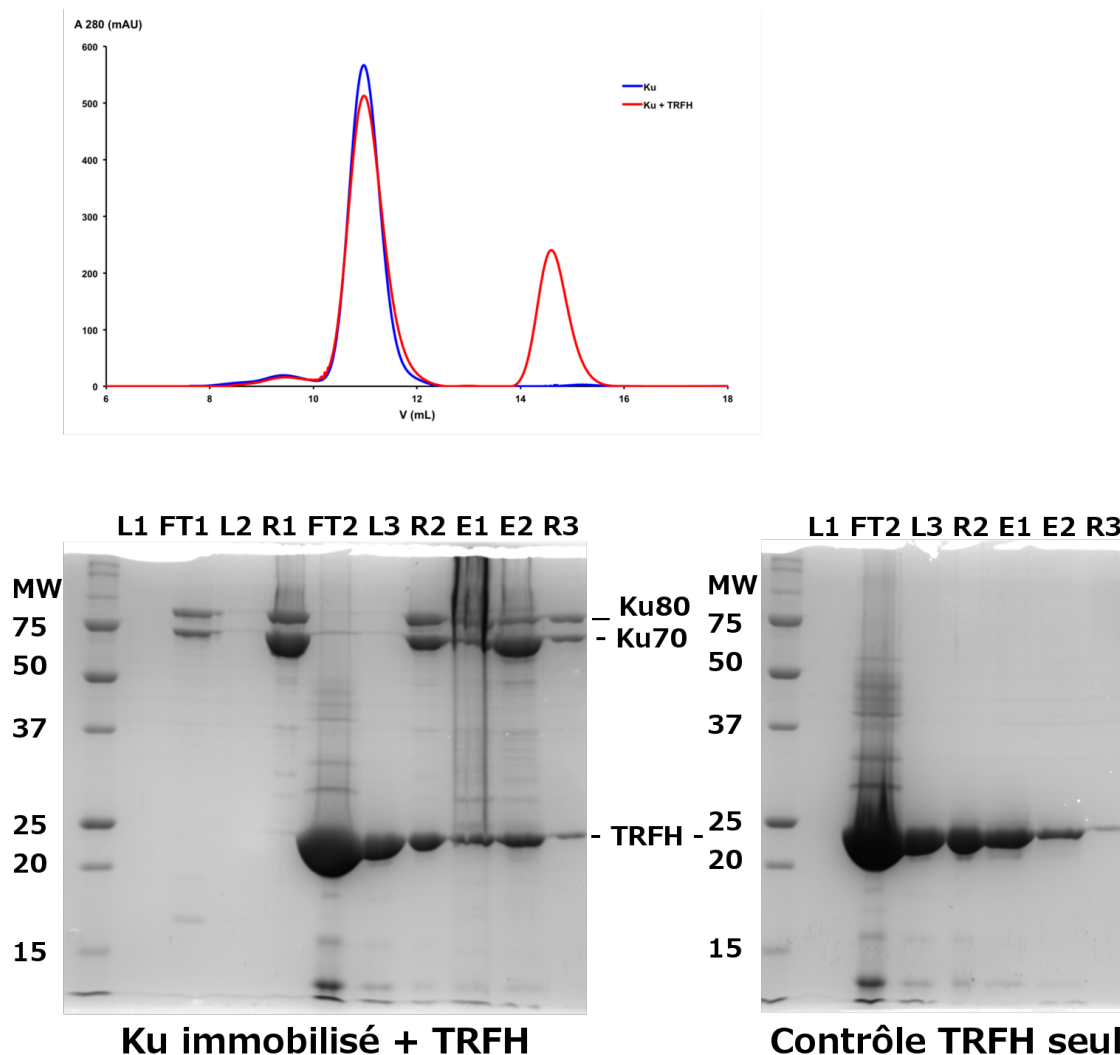 A 280 (mAU)
600
500
400
300
200
100
0
6 8 10 12 14 16 18
V (mL)
Ku
Ku + TRFH
L1 FT1 L2 R1 FT2 L3 R2 E1 E2 R3
MW
75
50
37
25
20
15
_ Ku80
- Ku70
- TRFH -
L1 FT2 L3 R2 E1 E2 R3
MW
75
50
37
25
20
15
Ku immobilisé + TRFH
Contrôle TRFH seul